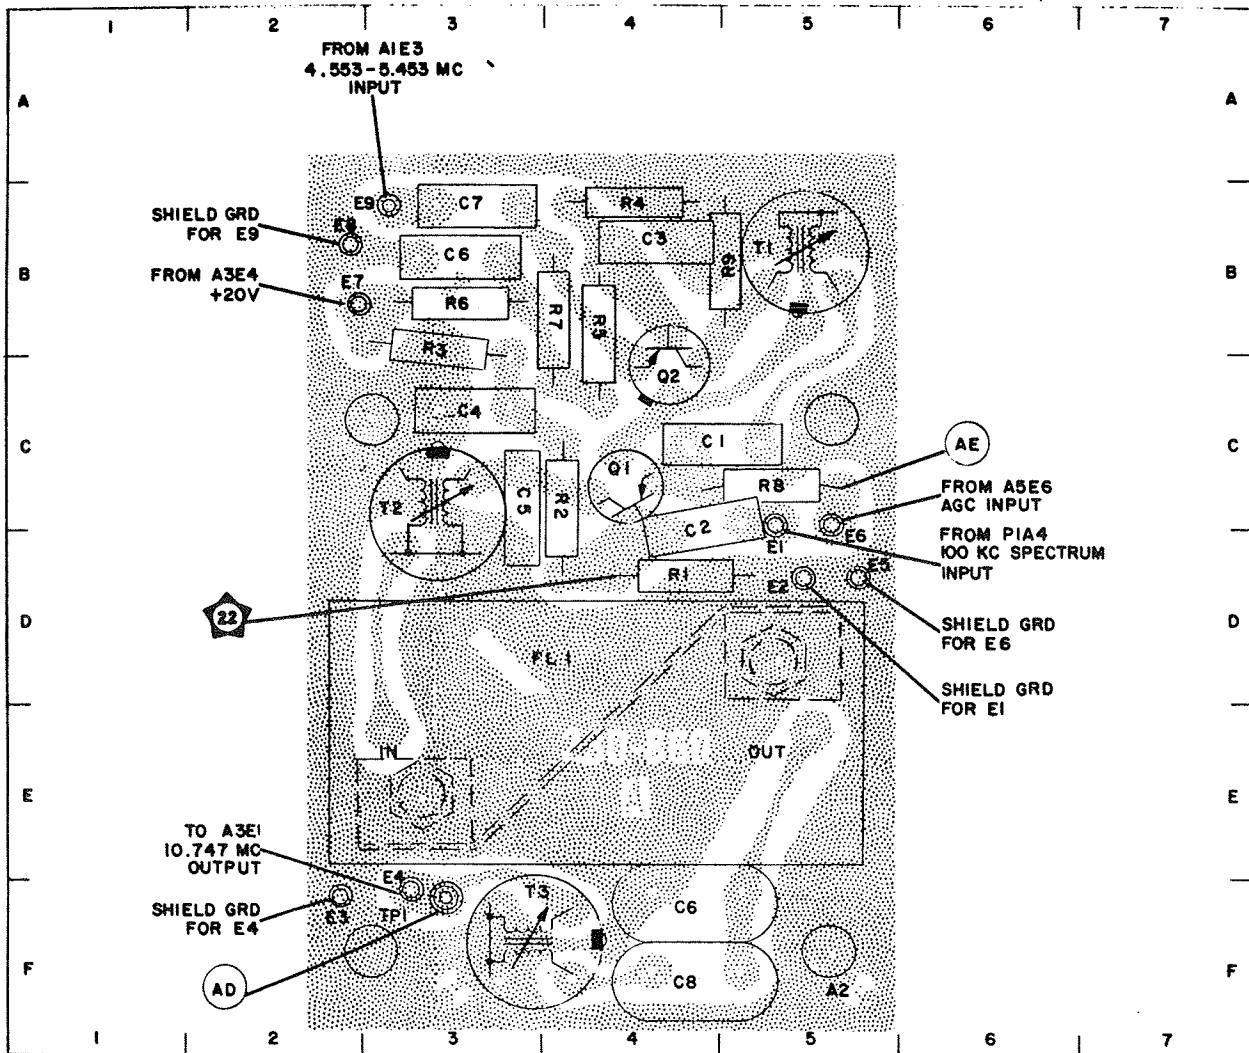 1 2 3 4 5 6 7
FROM A1E3
4.553-5.453 MC
INPUT
A A
E9 C7 R4
SHIELD GRD
FOR E9
E8
C3
T1
C6
R9
B B
FROM A3E4
+20V
E7
R6
R7
R5
R3
Q2
C4
C1
C C
AE
Q1
R8
T2
C5
R2
C2
FROM A5E6
AGC INPUT
E1
E6
FROM P1A4
100 KC SPECTRUM
INPUT
R1
E2
E5
22
D D
SHIELD GRD
FOR E6
FL1
SHIELD GRD
FOR E1
IN OUT
E E
TO A3E1
10.747 MC
OUTPUT
E4
T3
SHIELD GRD
FOR E4
E3
TP1
C6
F F
AD
C8
A2
1 2 3 4 5 6 7